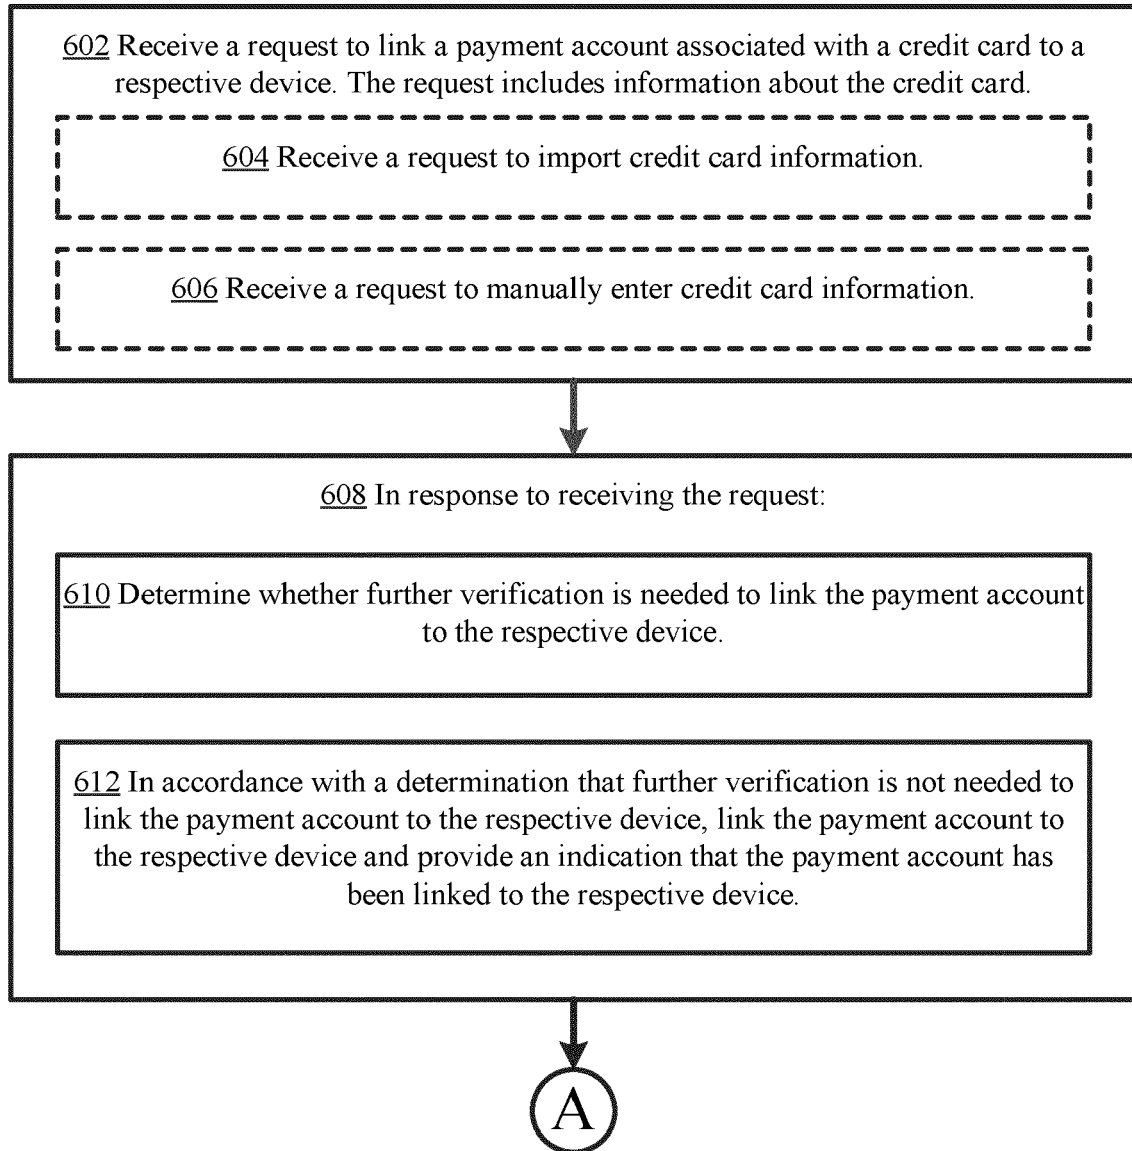 602 Receive a request to link a payment account associated with a credit card to a
respective device. The request includes information about the credit card.
604 Receive a request to import credit card information.
606 Receive a request to manually enter credit card information.
608 In response to receiving the request:
610 Determine whether further verification is needed to link the payment account
to the respective device.
612 In accordance with a determination that further verification is not needed to
link the payment account to the respective device, link the payment account to
the respective device and provide an indication that the payment account has
been linked to the respective device.
A